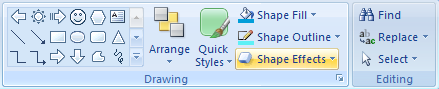 Shape Fill
Find
Arrange
Quick
Styles
Shape Outline
Replace
Shape Effects
Select
Drawing
Editing